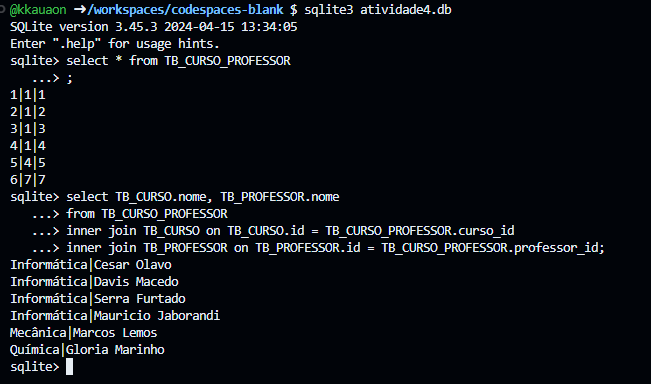 @kkauaon →/workspaces/codespaces-blank $ sqlite3 atividade4.db
SQLite version 3.45.3 2024-04-15 13:34:05
Enter ".help" for usage hints.
sqlite> select * from TB_CURSO_PROFESSOR
   ...> ;
1|1|1
2|1|2
3|1|3
4|1|4
5|4|5
6|7|7
sqlite> select TB_CURSO.nome, TB_PROFESSOR.nome
   ...> from TB_CURSO_PROFESSOR
   ...> inner join TB_CURSO on TB_CURSO.id = TB_CURSO_PROFESSOR.curso_id
   ...> inner join TB_PROFESSOR on TB_PROFESSOR.id = TB_CURSO_PROFESSOR.professor_id;
Informática|Cesar Olavo
Informática|Davis Macedo
Informática|Serra Furtado
Informática|Mauricio Jaborandi
Mecânica|Marcos Lemos
Química|Gloria Marinho
sqlite>